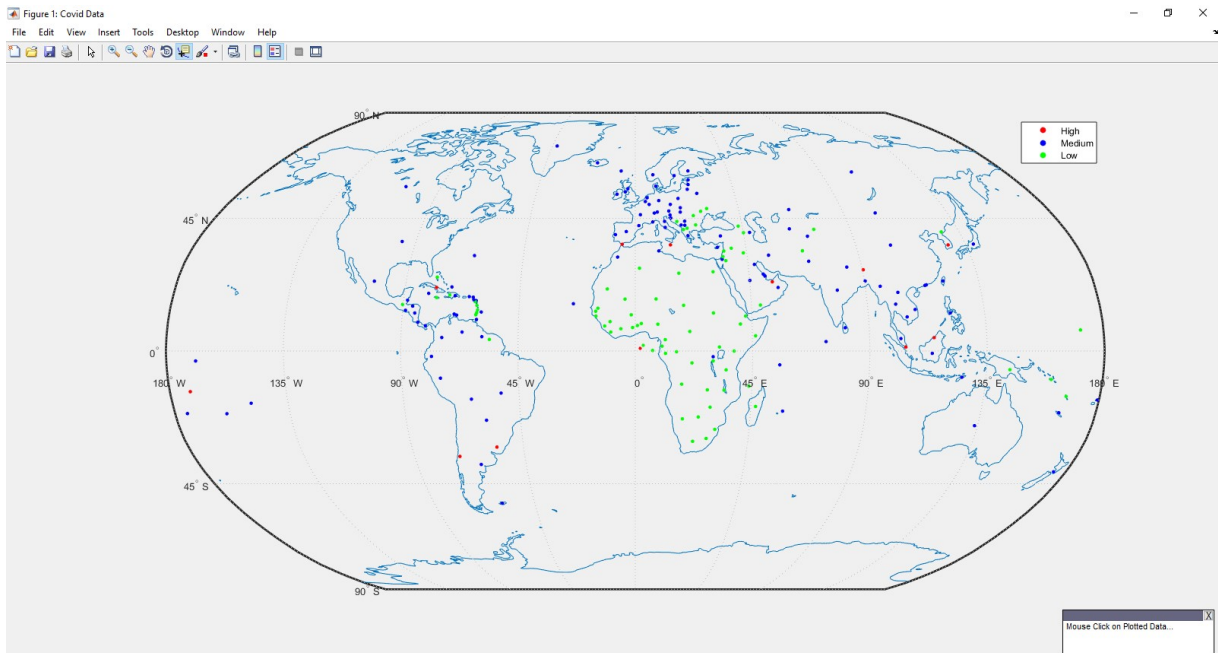 Figure 1: Covid Data
File Edit View Insert Tools Desktop Window Help
90° N
High
Medium
Low
45° N
0°
180° W 135° W 90° W 45° W 0° 45° E 90° E 135° E 180° E
45° S
90° S
X
Mouse Click on Plotted Data...